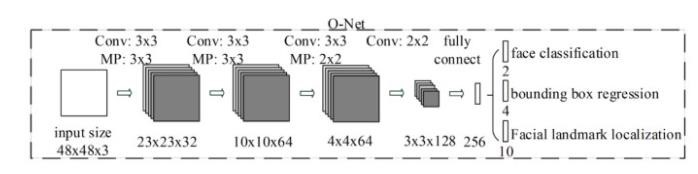 O-Net
Conv: 3x3 Conv: 3x3 Conv: 3x3 Conv: 2x2 fully
MP: 3x3 MP: 3x3 MP: 2x2 connect
face classification
2
bounding box regression
4
Facial landmark localization
10
input size
48x48x3
23x23x32 10x10x64 4x4x64 3x3x128 256